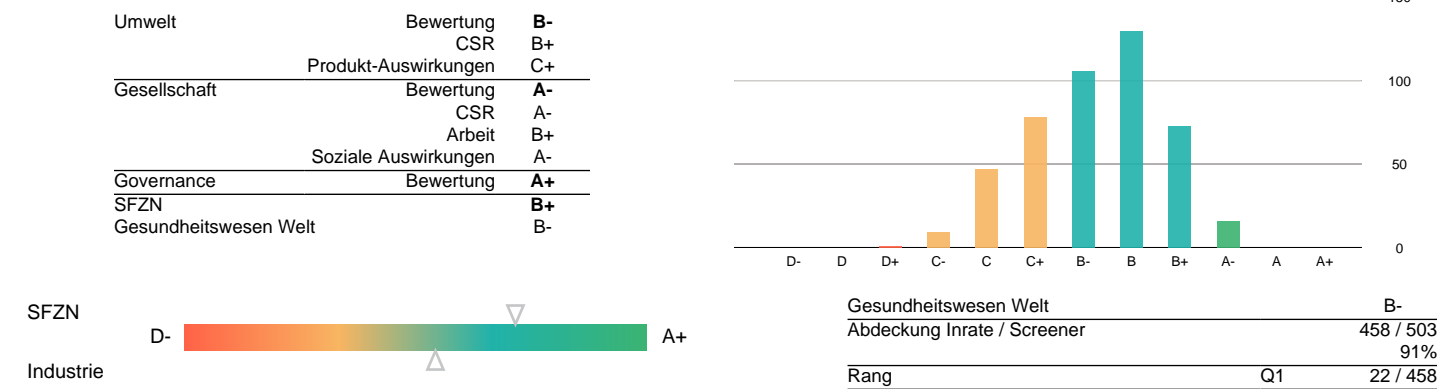 Umwelt Bewertung B-
CSR B+
Produkt-Auswirkungen C+
Gesellschaft Bewertung A-
CSR A-
Arbeit B+
Soziale Auswirkungen A-
Governance Bewertung A+
SFZN B+
Gesundheitswesen Welt B-
100
50
0
D- D D+ C- C C+ B- B B+ A- A A+
SFZN
D- A+
Industrie
Gesundheitswesen Welt B-
Abdeckung Inrate / Screener 458 / 503
91%
Rang Q1 22 / 458